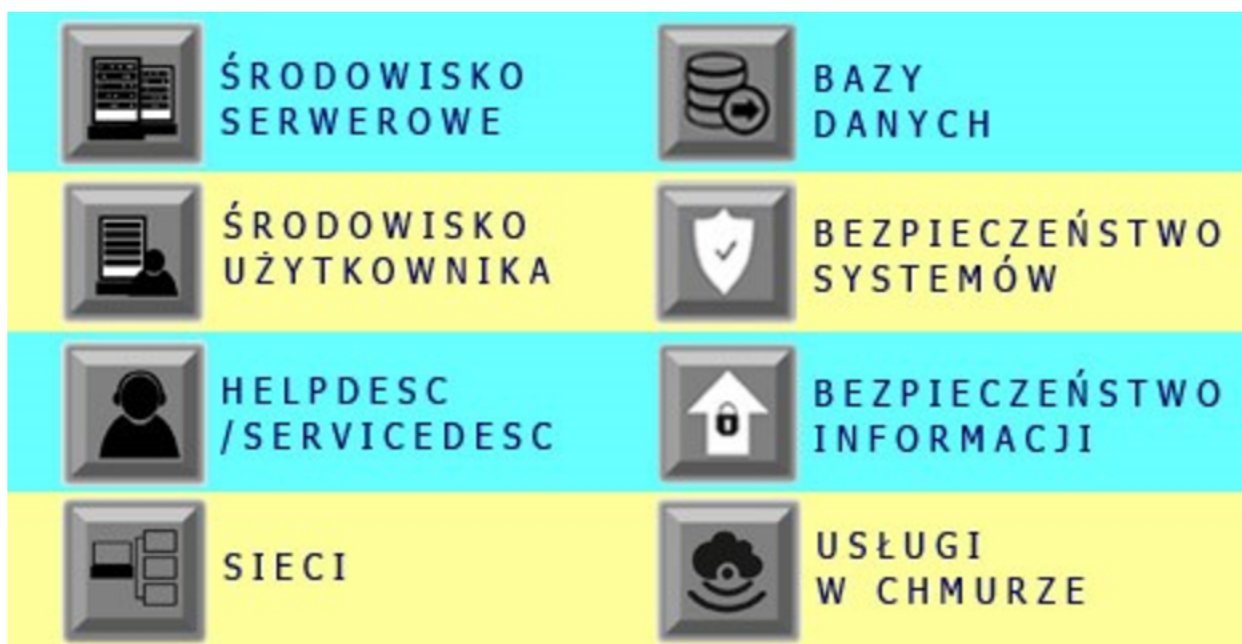 ŚRODOWISKO
SERWEROWE
BAZY
DANYCH
ŚRODOWISKO
UŻYTKOWNIKA
BEZPIECZEŃSTWO
SYSTEMÓW
HELPDESC
/SERVICEDESC
BEZPIECZEŃSTWO
INFORMACJI
SIECI
USŁUGI
W CHMURZE